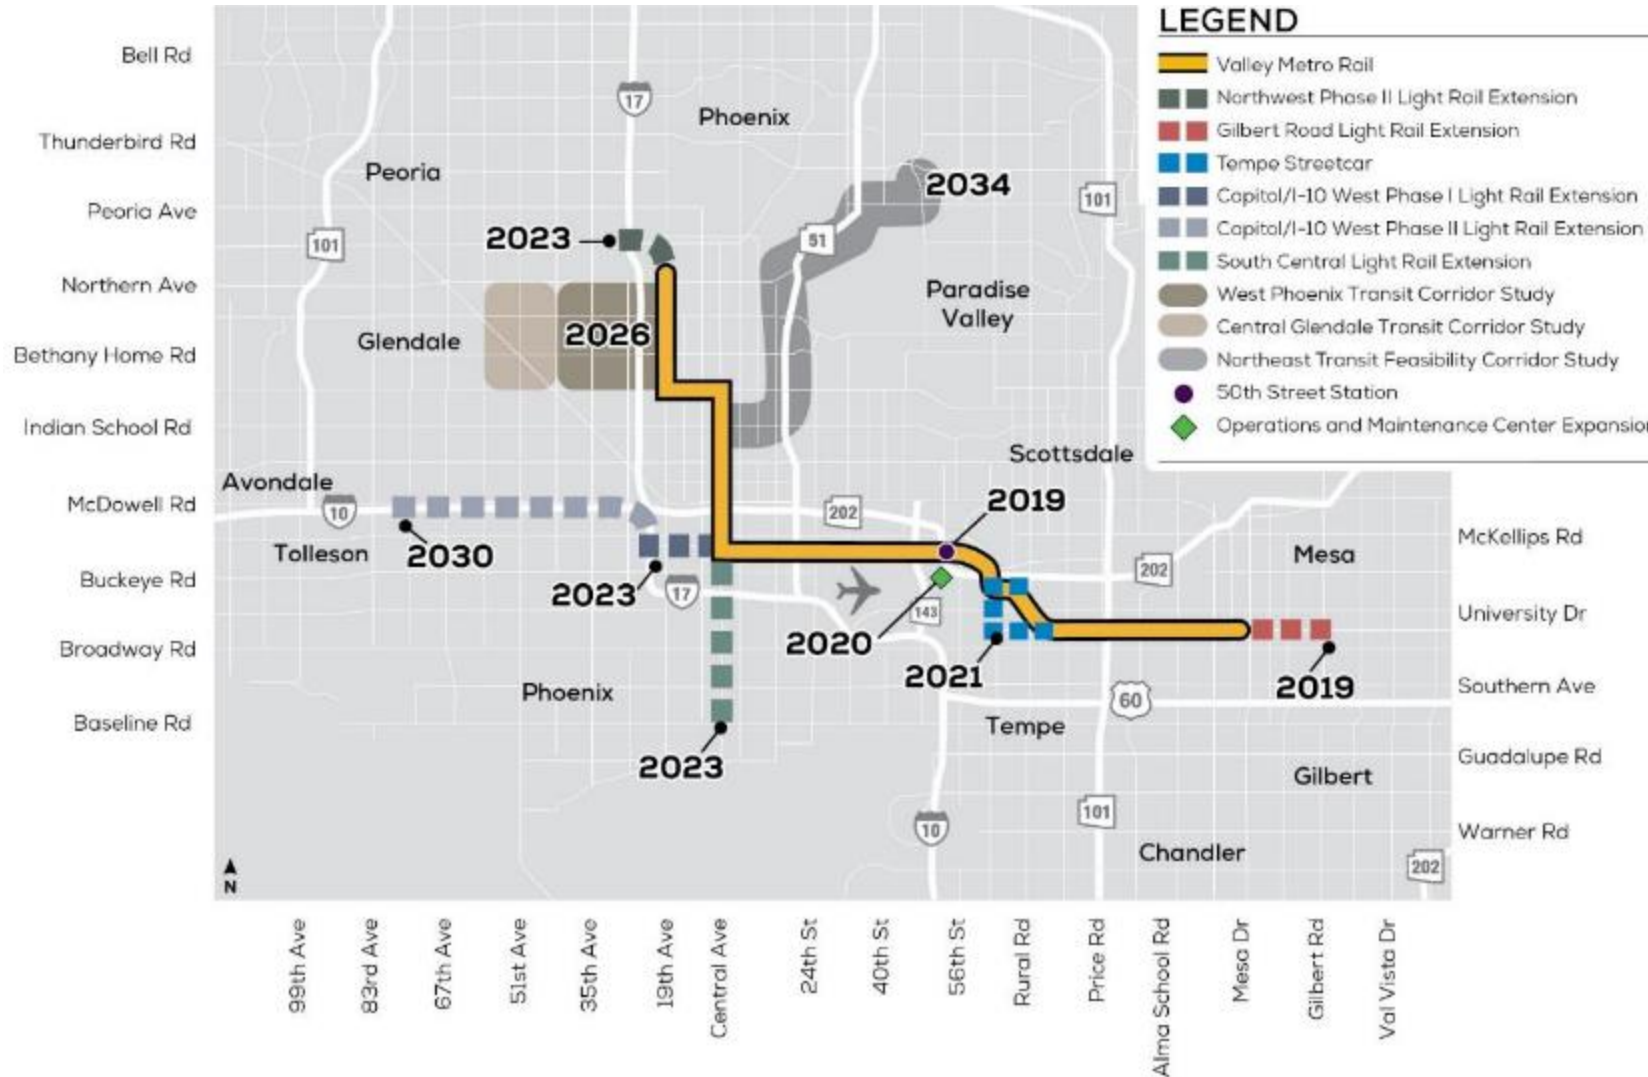 LEGEND
Valley Metro Rail
Northwest Phase II Light Rail Extension
Gilbert Road Light Rail Extension
Tempe Streetcar
Capitol/I-10 West Phase I Light Rail Extension
Capitol/I-10 West Phase II Light Rail Extension
South Central Light Rail Extension
West Phoenix Transit Corridor Study
Central Glendale Transit Corridor Study
Northeast Transit Feasibility Corridor Study
50th Street Station
Operations and Maintenance Center Expansion
Bell Rd
Thunderbird Rd
Peoria Ave
Northern Ave
Bethany Home Rd
Indian School Rd
McDowell Rd
Buckeye Rd
Broadway Rd
Baseline Rd
17
Phoenix
Peoria
2034
101
101
51
2023
Paradise
Valley
2026
Glendale
Scottsdale
Avondale
10
202
2019
Tolleson
2030
2023
17
143
202
Mesa
2020
2021
2019
60
Phoenix
Tempe
2023
Gilbert
101
10
Chandler
202
N
McKellips Rd
University Dr
Southern Ave
Guadalupe Rd
Warner Rd
99th Ave
83rd Ave
67th Ave
51st Ave
35th Ave
19th Ave
Central Ave
24th St
40th St
56th St
Rural Rd
Price Rd
Alma School Rd
Mesa Dr
Gilbert Rd
Val Vista Dr